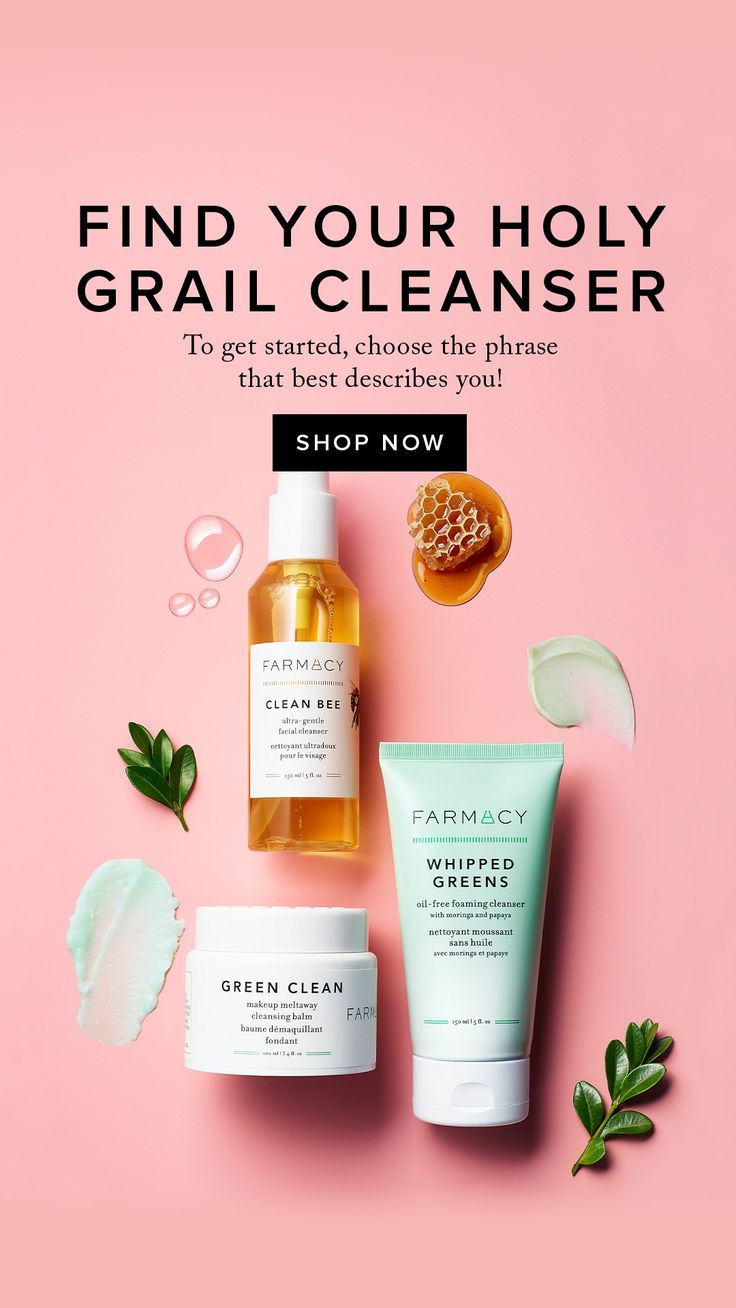 FIND YOUR HOLY
GRAIL CLEANSER
To get started, choose the phrase
that best describes you!
SHOP NOW
FARMACY
CLEAN BEE
ultra-gentle
facial cleanser
nettoyant ultradoux
pour le visage
150 ml | 5 fl. oz
FARMACY
WHIPPED
GREENS
oil-free foaming cleanser
with moringa and papaya
nettoyant moussant
sans huile
avec moringa et papaye
150 ml | 5 fl. oz
GREEN CLEAN
makeup meltaway
cleansing balm
baume démaquillant
fondant
100 ml | 3.4 fl. oz
FARM